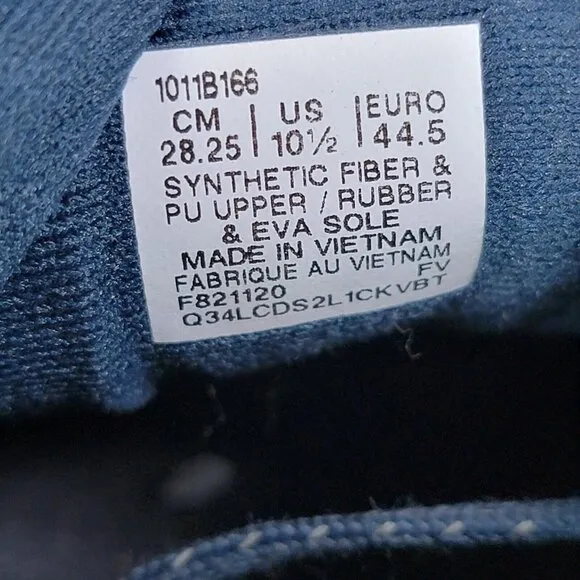 1011B166
CM | US | EURO
28.25 | 10½ | 44.5
SYNTHETIC FIBER &
PU UPPER / RUBBER
& EVA SOLE
MADE IN VIETNAM
FABRIQUE AU VIETNAM
F821120 FV
Q34LCDS2L1CKVBT